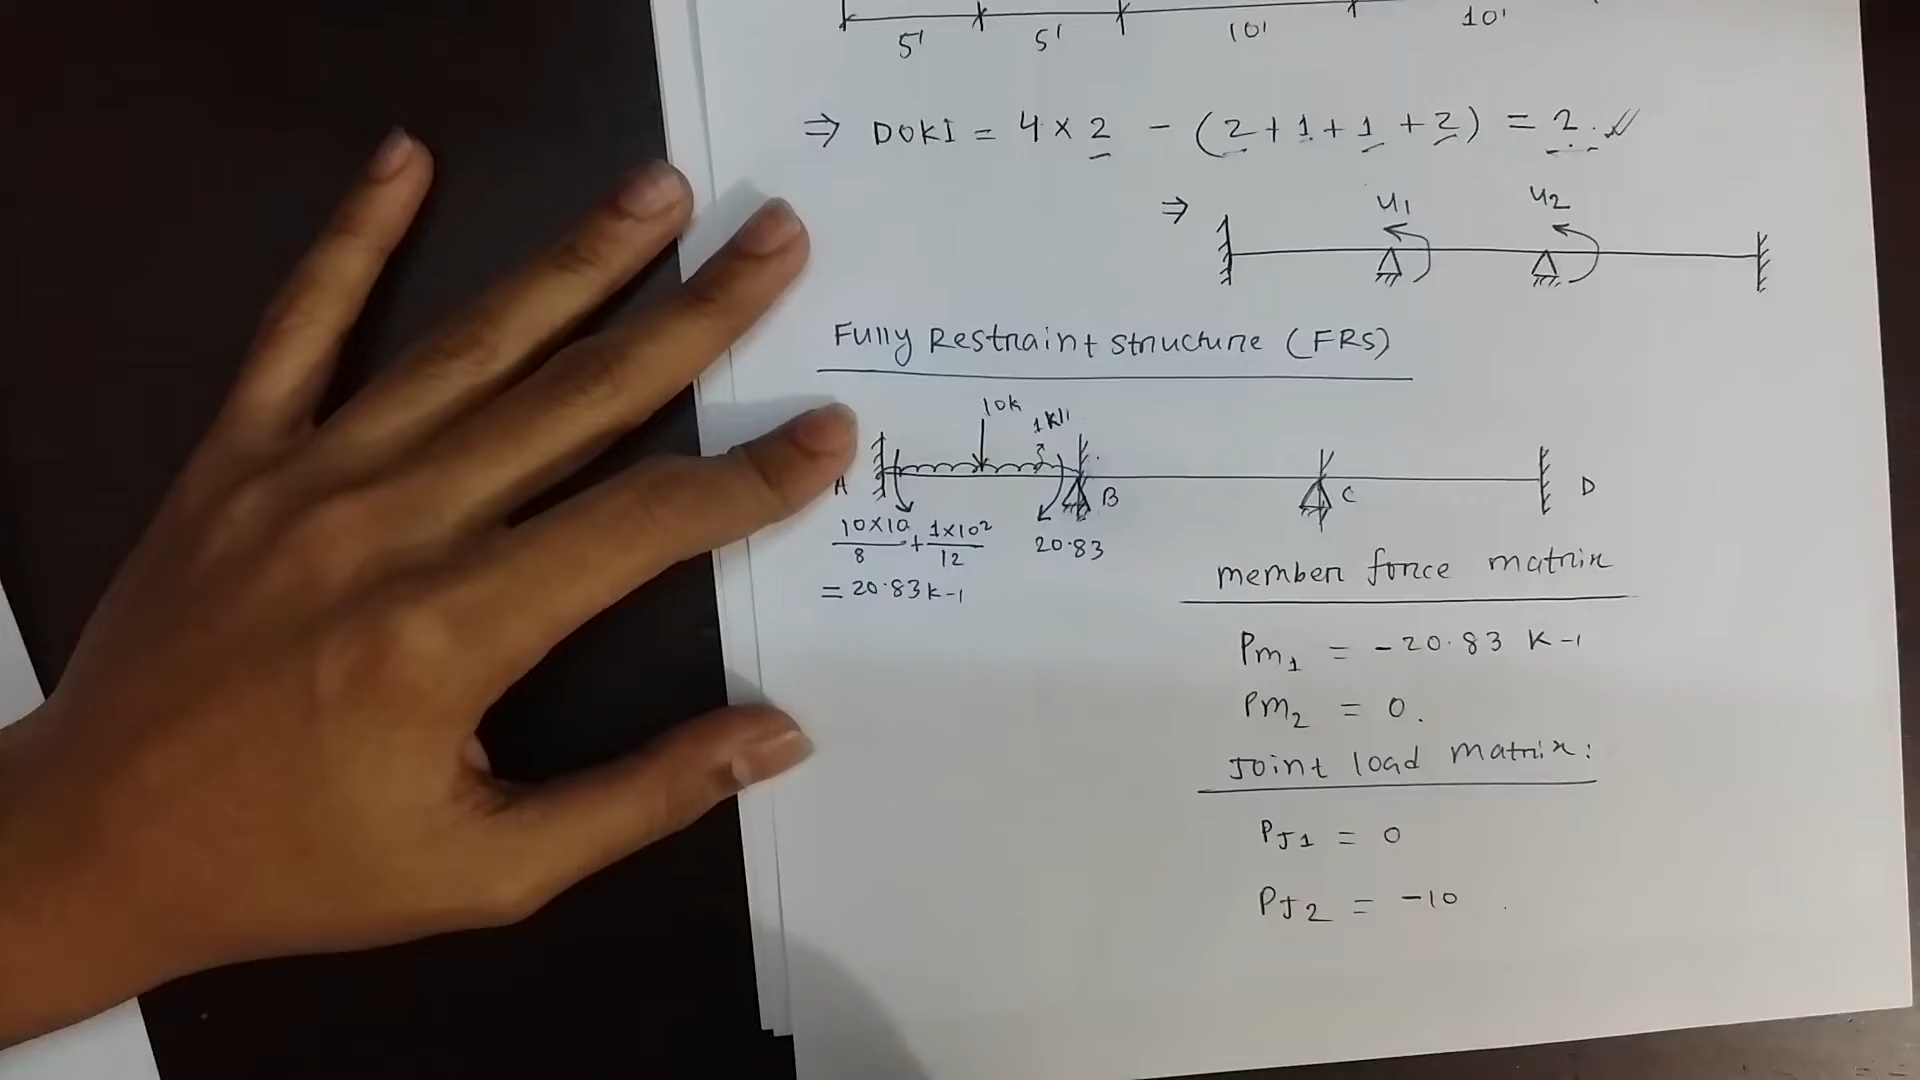 5' 5' 10' 10'
⇒ DOKI = 4 × 2 - (2+1+1+2) = 2.
⇒ u1 u2
Fully Restraint structure (FRS)
10k 1k/'
A B C D
10×10/8 + 1×10²/12 20.83
= 20.83 k-'
member force matrix
Pm1 = -20.83 k-'
Pm2 = 0.
Joint load matrix:
PJ1 = 0
PJ2 = -10